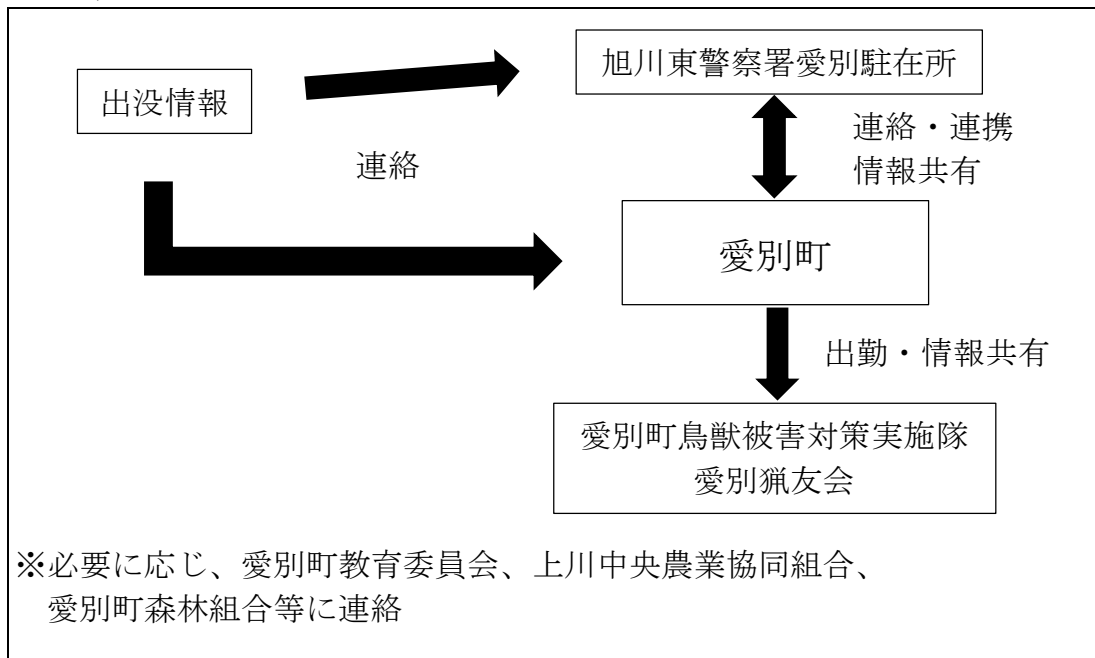 旭川東警察署愛別駐在所
出没情報
連絡・連携
情報共有
連絡
愛別町
出勤・情報共有
愛別町鳥獣被害対策実施隊
愛別猟友会
※必要に応じ、愛別町教育委員会、上川中央農業協同組合、
愛別町森林組合等に連絡